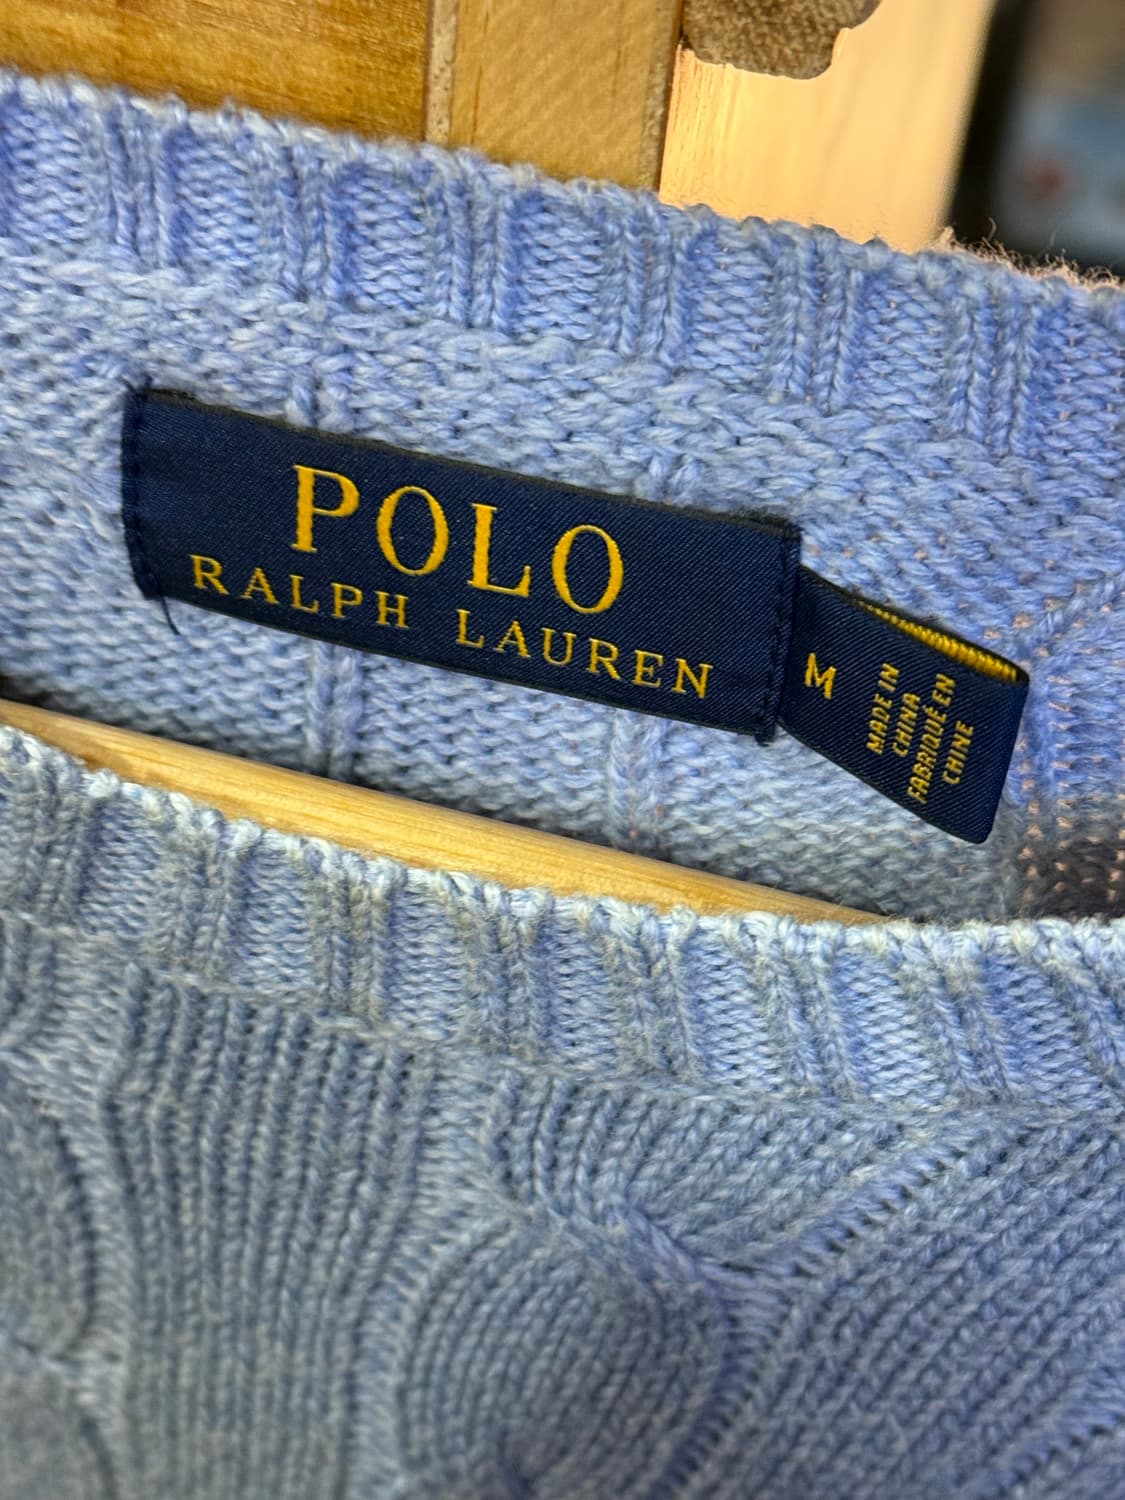 POLO
RALPH LAUREN
M
MADE IN
CHINA
FABRIQUÉ EN
CHINE